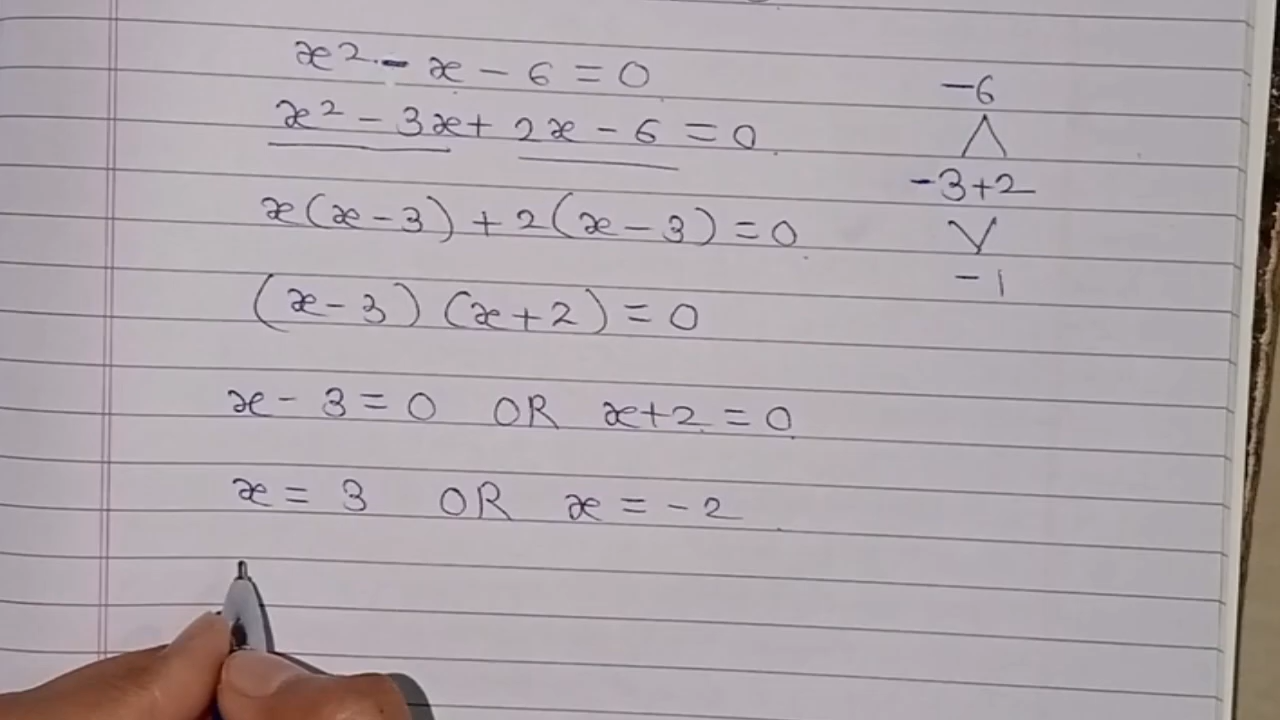 x² - x - 6 = 0
x² - 3x + 2x - 6 = 0
x(x - 3) + 2(x - 3) = 0
(x - 3) (x + 2) = 0
x - 3 = 0 OR x + 2 = 0
x = 3 OR x = -2
-6
-3+2
-1